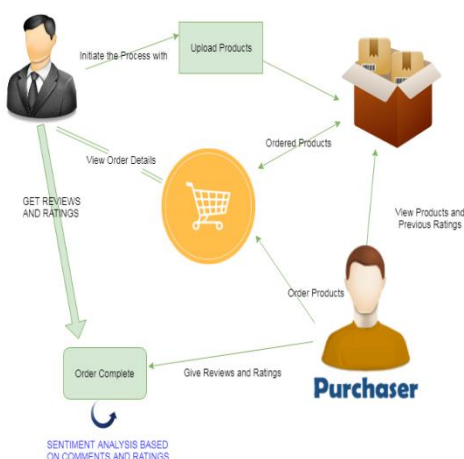 Initiate the Process with
Upload Products
Ordered Products
View Order Details
GET REVIEWS
AND RATINGS
View Products and
Previous Ratings
Order Products
Order Complete
Give Reviews and Ratings
Purchaser
SENTIMENT ANALYSIS BASED
ON COMMENTS AND RATINGS